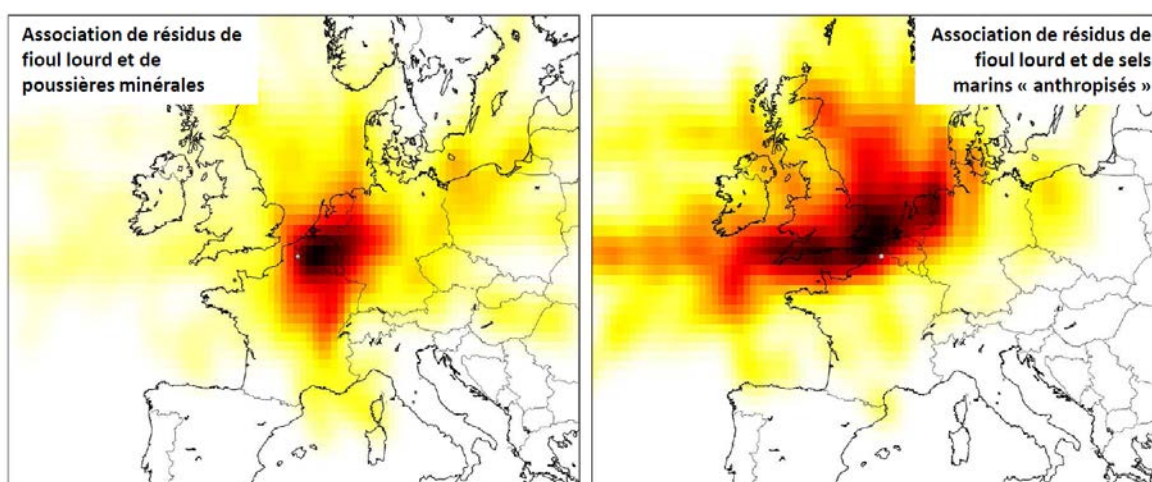 Association de résidus de
fioul lourd et de
poussières minérales
Association de résidus de
fioul lourd et de sels
marins « anthropisés »